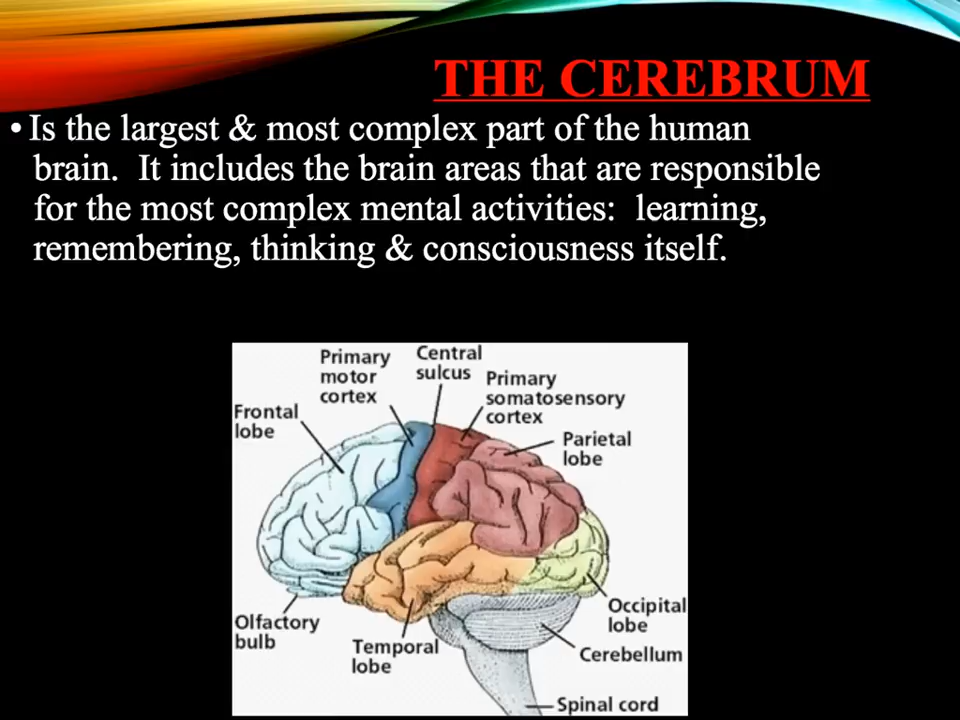 THE CEREBRUM
• Is the largest & most complex part of the human
brain.  It includes the brain areas that are responsible
for the most complex mental activities:  learning,
remembering, thinking & consciousness itself.
Primary
motor
cortex
Central
sulcus
Primary
somatosensory
cortex
Frontal
lobe
Parietal
lobe
Olfactory
bulb
Temporal
lobe
Occipital
lobe
Cerebellum
Spinal cord